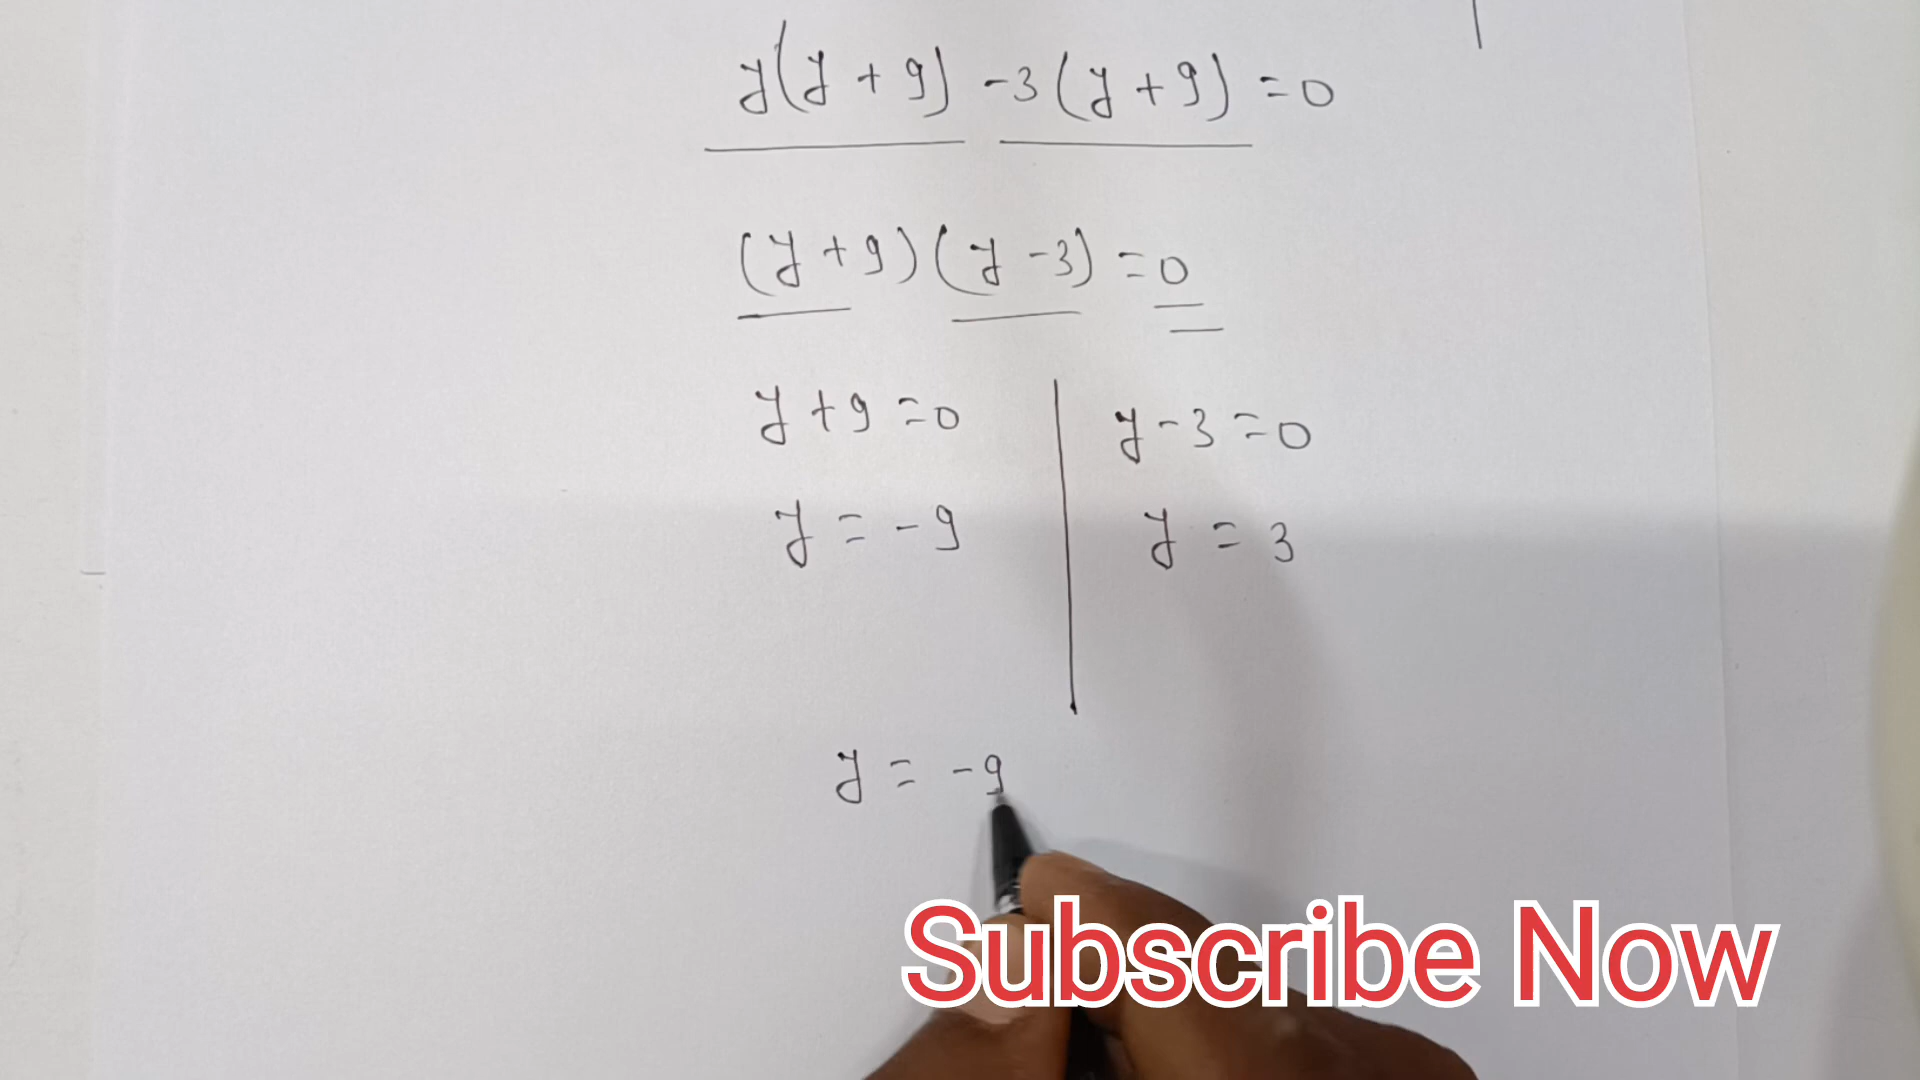 y(y+9) -3(y+9) =0
(y+9)(y-3) =0
y+9=0
y=-9
y-3=0
y=3
y=-9
Subscribe Now